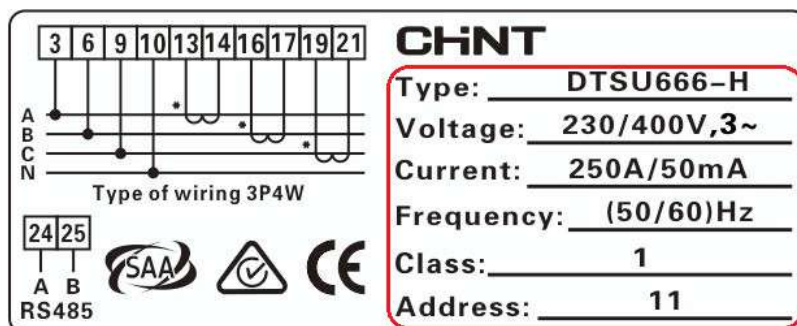 3 6 9 10 13 14 16 17 19 21
A
B
C
N
* * *
Type of wiring 3P4W
24 25
A B
RS485
SAA
CE
CHiNT
Type: DTSU666-H
Voltage: 230/400V,3~
Current: 250A/50mA
Frequency: (50/60)Hz
Class: 1
Address: 11